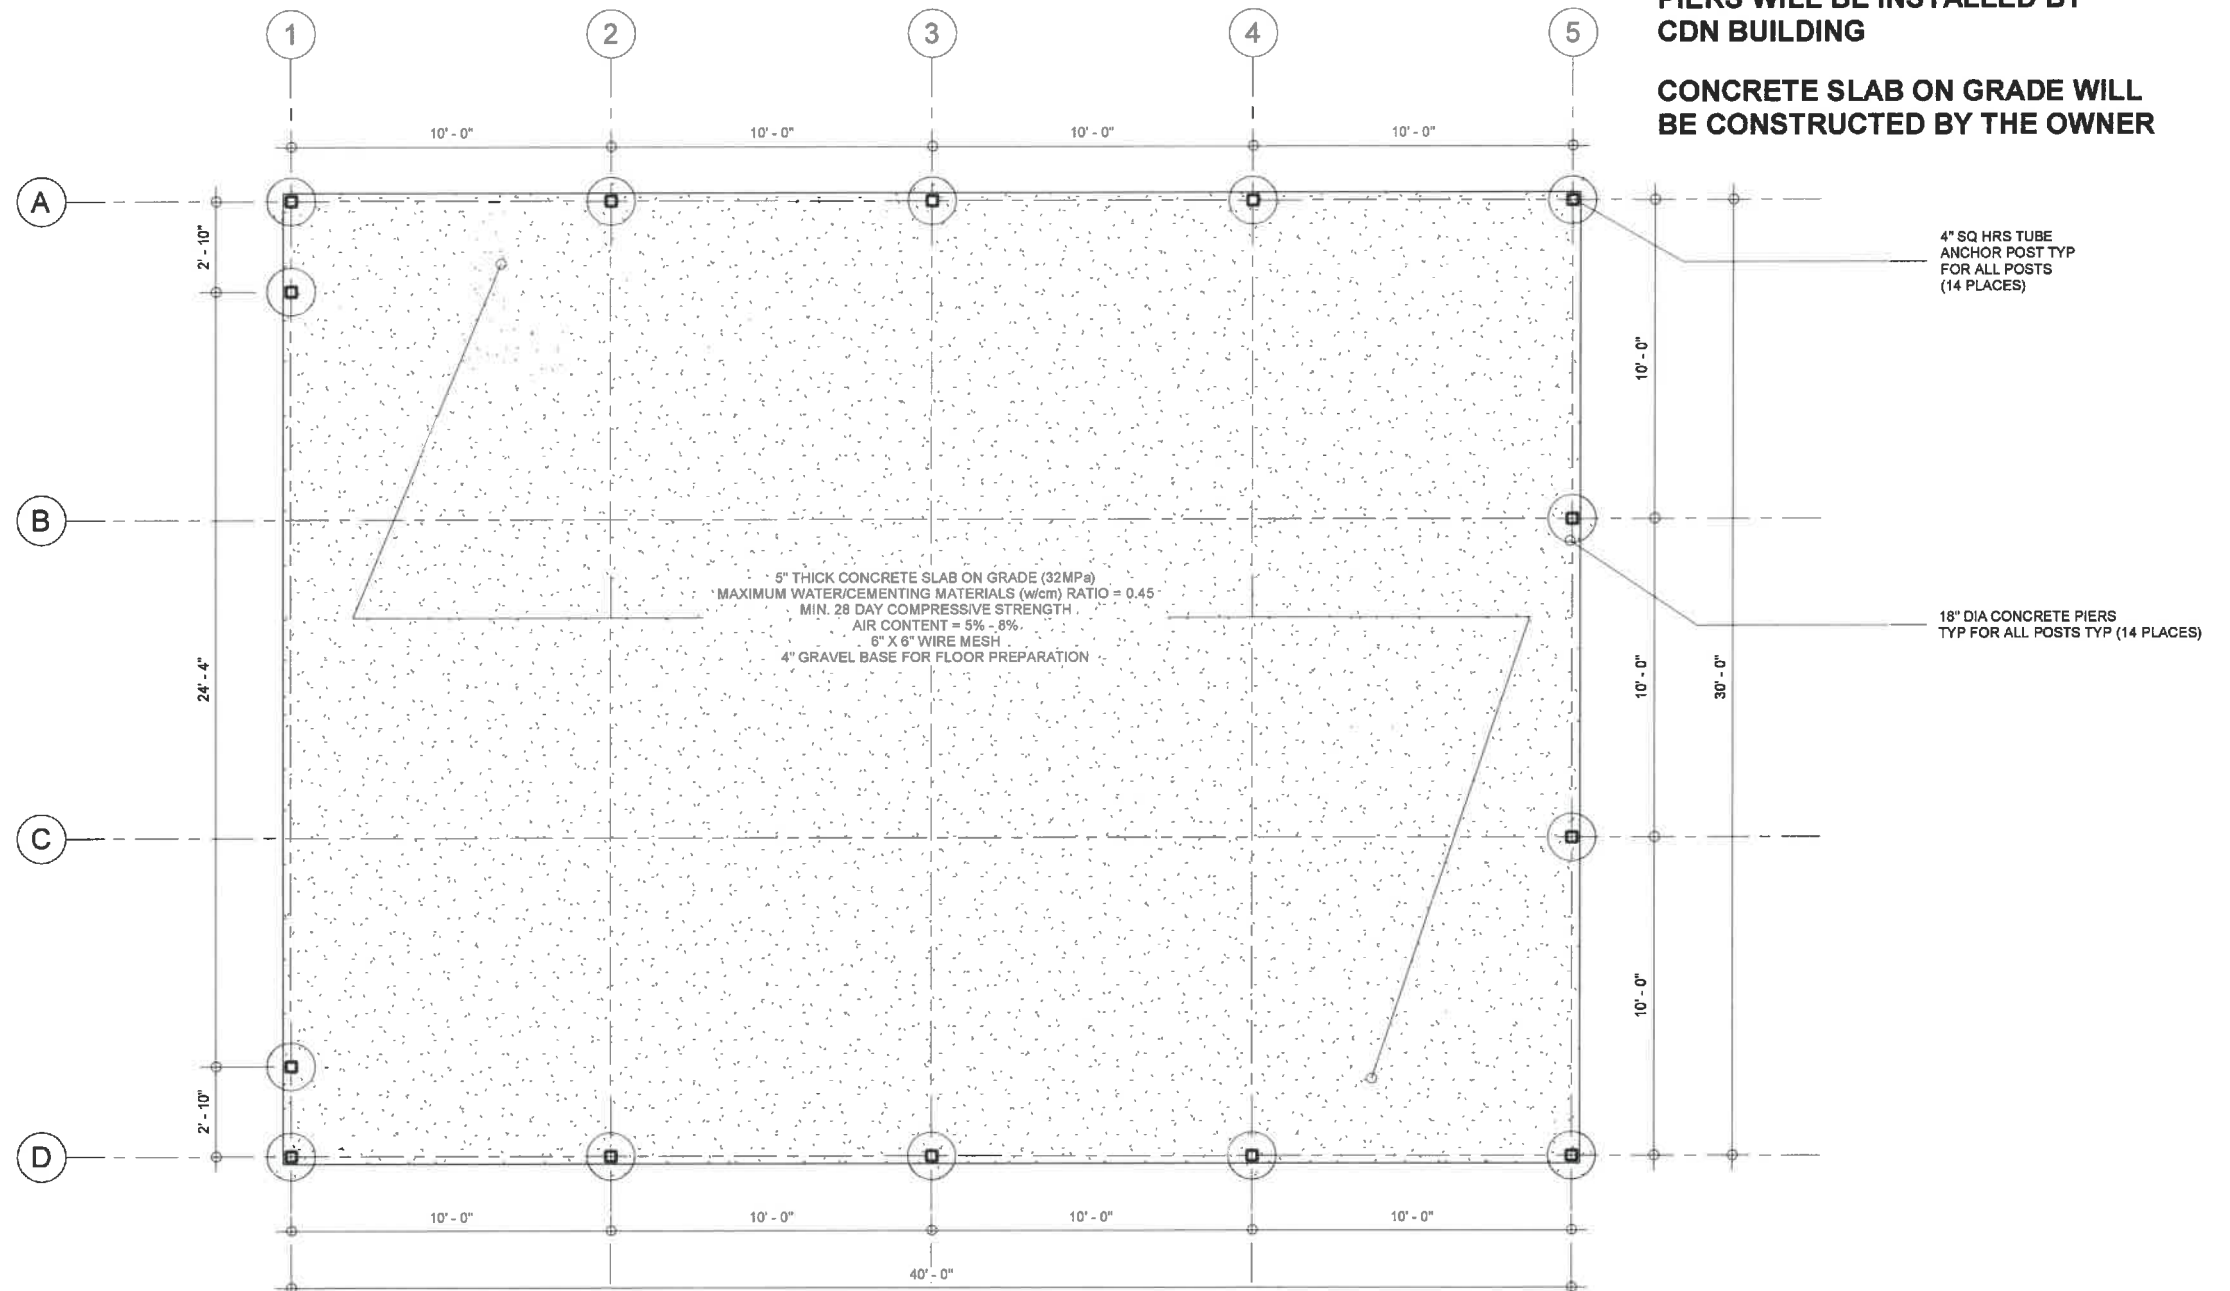 PIERS WILL BE INSTALLED BY
CDN BUILDING
CONCRETE SLAB ON GRADE WILL
BE CONSTRUCTED BY THE OWNER
1
2
3
4
5
10' - 0"
10' - 0"
10' - 0"
10' - 0"
A
B
C
D
2' - 10"
24' - 4"
2' - 10"
5" THICK CONCRETE SLAB ON GRADE (32MPa)
MAXIMUM WATER/CEMENTING MATERIALS (w/cm) RATIO = 0.45
MIN. 28 DAY COMPRESSIVE STRENGTH
AIR CONTENT = 5% - 8%
6" X 6" WIRE MESH
4" GRAVEL BASE FOR FLOOR PREPARATION
10' - 0"
10' - 0"
10' - 0"
30' - 0"
4" SQ HRS TUBE
ANCHOR POST TYP
FOR ALL POSTS
(14 PLACES)
18" DIA CONCRETE PIERS
TYP FOR ALL POSTS TYP (14 PLACES)
10' - 0"
10' - 0"
10' - 0"
10' - 0"
40' - 0"